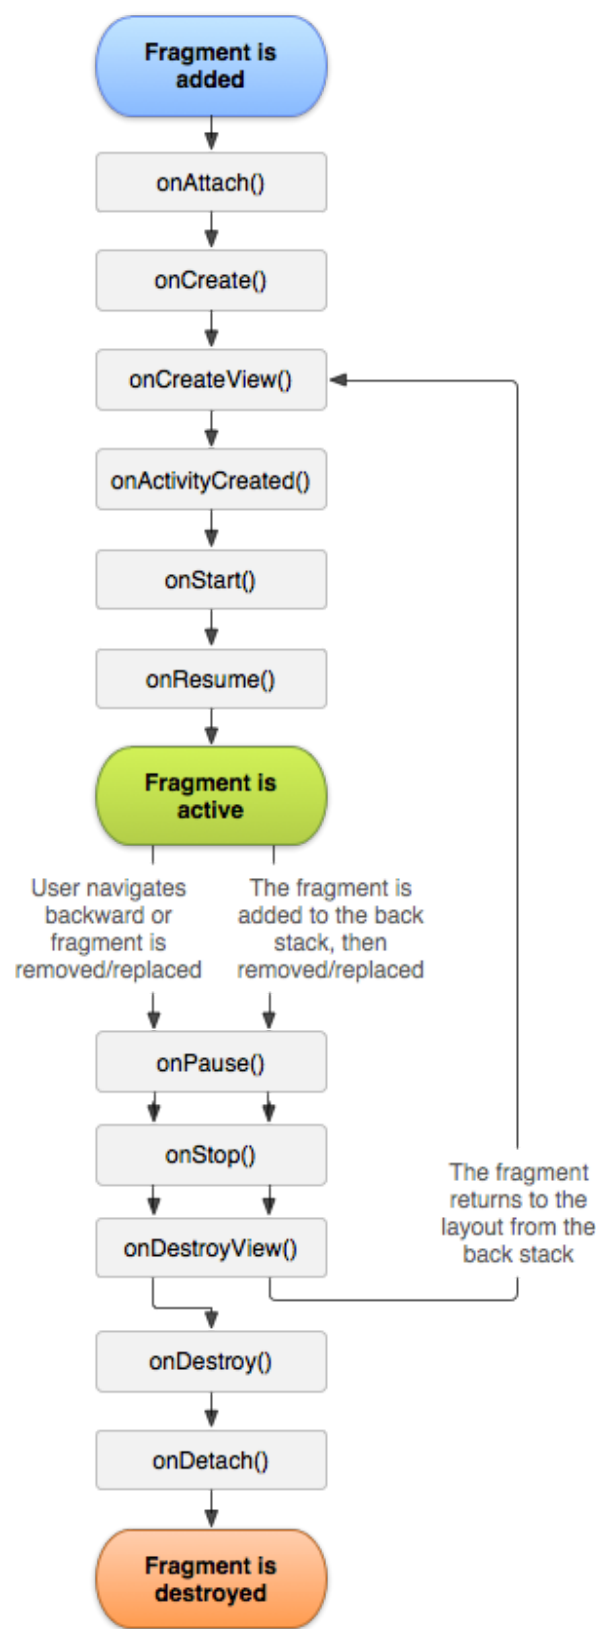 Fragment is
added
onAttach()
onCreate()
onCreateView()
onActivityCreated()
onStart()
onResume()
Fragment is
active
User navigates
backward or
fragment is
removed/replaced
The fragment is
added to the back
stack, then
removed/replaced
onPause()
onStop()
onDestroyView()
The fragment
returns to the
layout from the
back stack
onDestroy()
onDetach()
Fragment is
destroyed